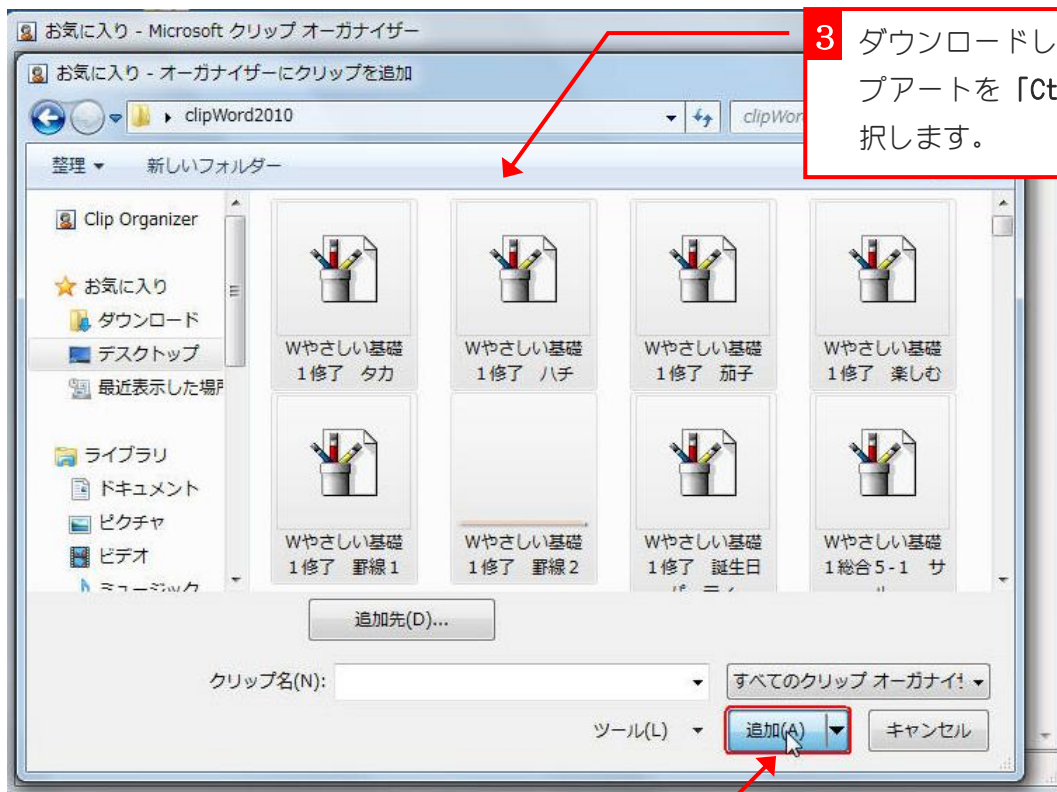 お気に入り - Microsoft クリップ オーガナイザー
3 ダウンロードし
プアートを「Ct
択します。
お気に入り - オーガナイザーにクリップを追加
clipWord2010
clipWor
整理 新しいフォルダー
Clip Organizer
お気に入り
ダウンロード
デスクトップ
最近表示した場所
ライブラリ
ドキュメント
ピクチャ
ビデオ
ミュージック
Wやさしい基礎
1修了 タカ
Wやさしい基礎
1修了 ハチ
Wやさしい基礎
1修了 茄子
Wやさしい基礎
1修了 楽しむ
Wやさしい基礎
1修了 罫線1
Wやさしい基礎
1修了 罫線2
Wやさしい基礎
1修了 誕生日
Wやさしい基礎
1総合5-1 サ
追加先(D)...
クリップ名(N):
すべてのクリップ オーガナイ
ツール(L)
追加(A)
キャンセル